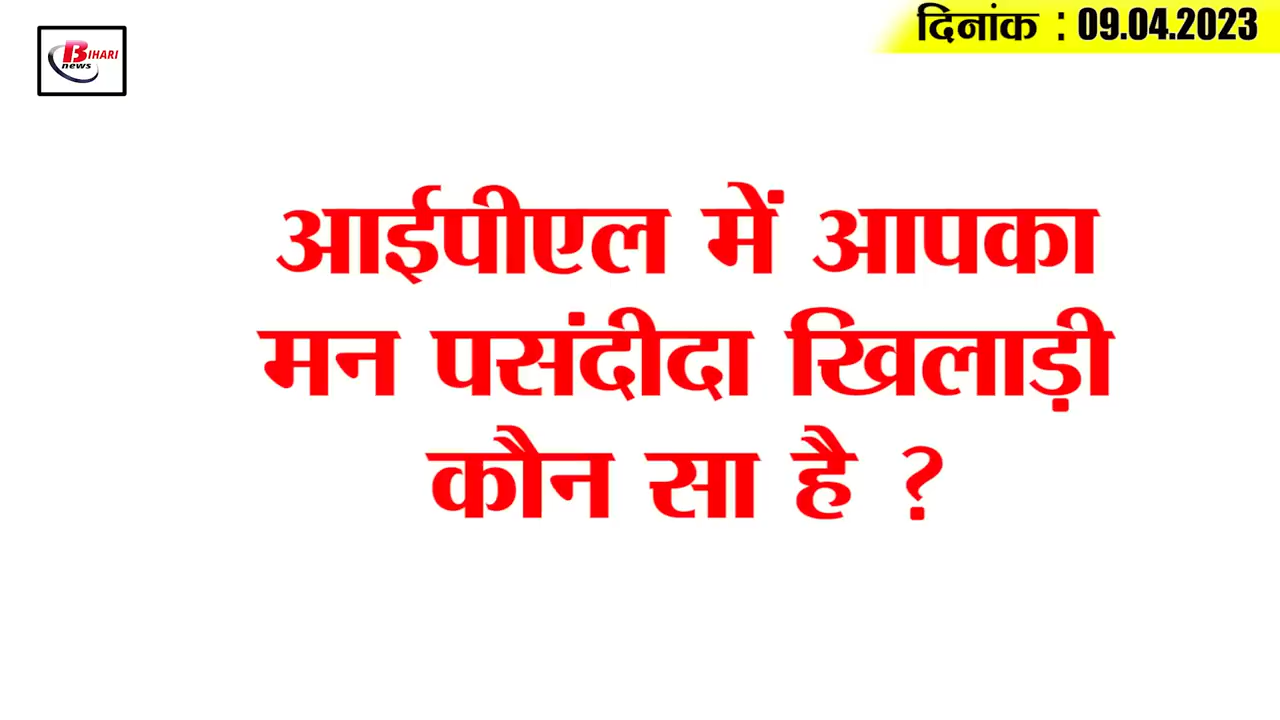 BIHARI
news
दिनांक : 09.04.2023
आईपीएल में आपका
मन पसंदीदा खिलाड़ी
कौन सा है ?